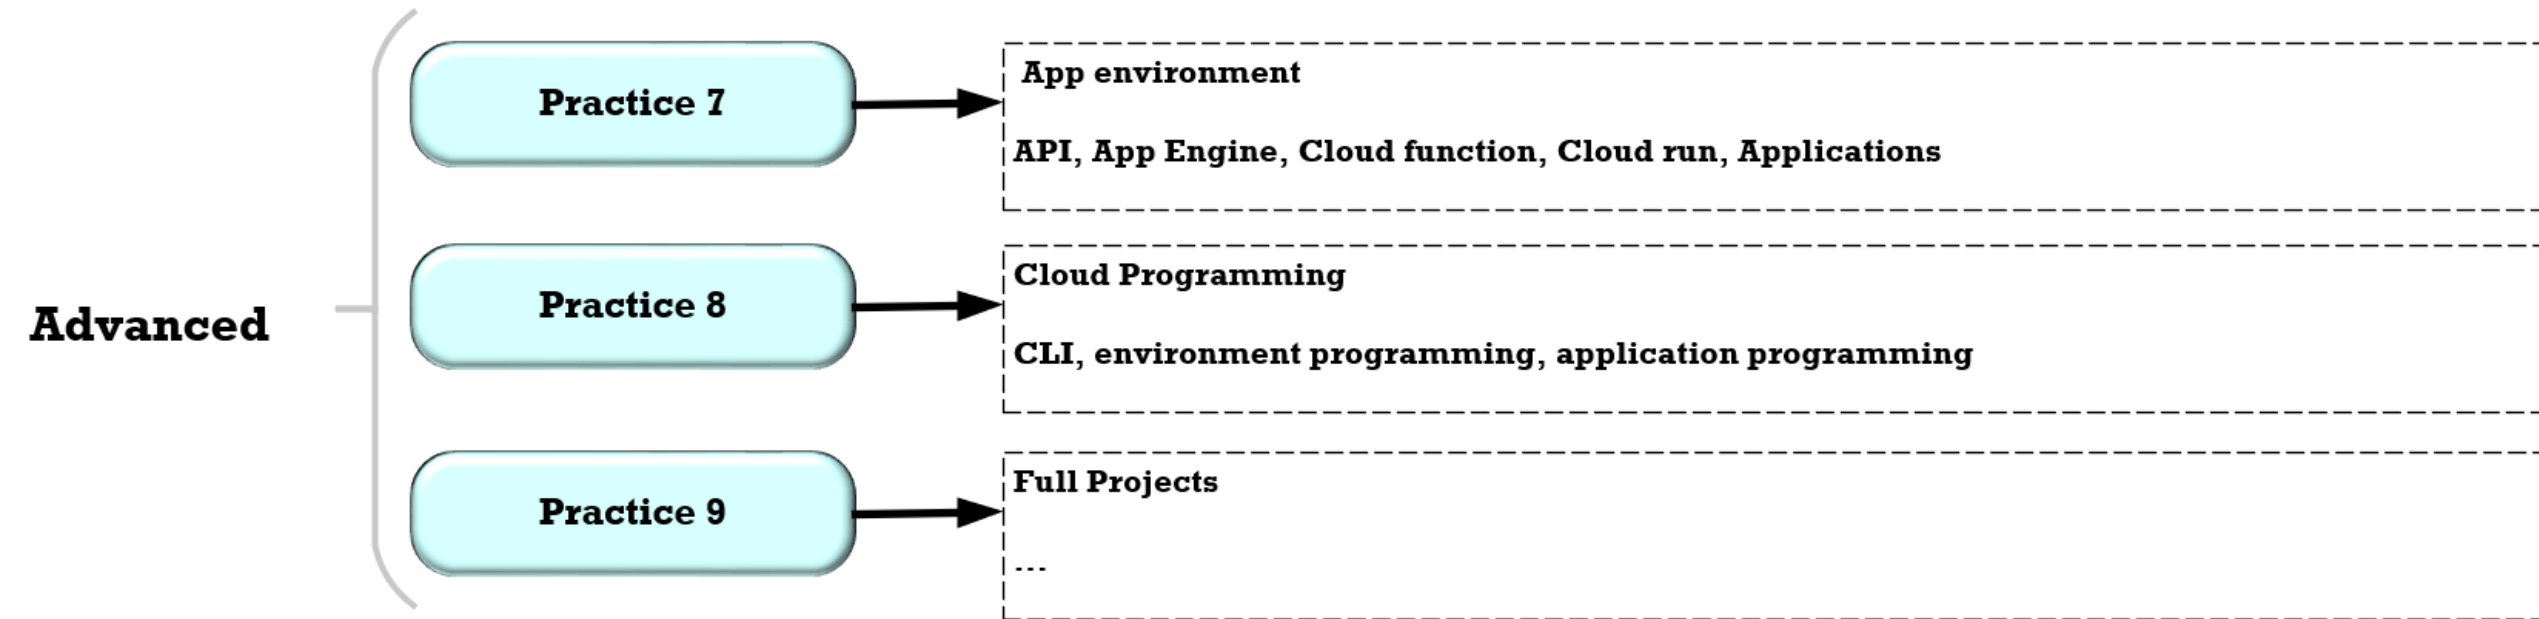 Practice 7
App environment
API, App Engine, Cloud function, Cloud run, Applications
Advanced
Practice 8
Cloud Programming
CLI, environment programming, application programming
Practice 9
Full Projects
...